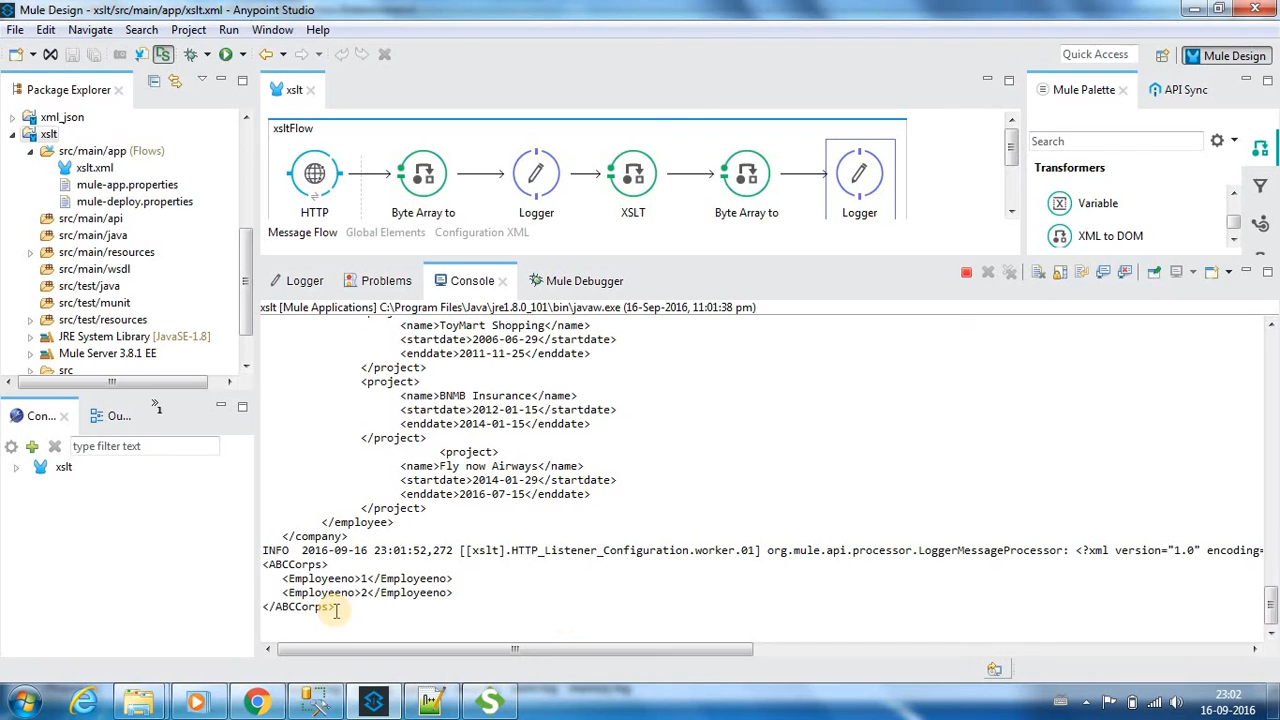 Mule Design - xslt/src/main/app/xslt.xml - Anypoint Studio
File Edit Navigate Search Project Run Window Help
Quick Access
Mule Design
Package Explorer
xml_json
xslt
src/main/app (Flows)
xslt.xml
mule-app.properties
mule-deploy.properties
src/main/api
src/main/java
src/main/resources
src/main/wsdl
src/test/java
src/test/munit
src/test/resources
JRE System Library [JavaSE-1.8]
Mule Server 3.8.1 EE
src
Con...
Ou...
1
type filter text
xslt
xslt
xsltFlow
HTTP
Byte Array to
Logger
XSLT
Byte Array to
Logger
Message Flow Global Elements Configuration XML
Mule Palette
API Sync
Search
Transformers
Variable
XML to DOM
Logger
Problems
Console
Mule Debugger
xslt [Mule Applications] C:\Program Files\Java\jre1.8.0_101\bin\javaw.exe (16-Sep-2016, 11:01:38 pm)
<name>ToyMart Shopping</name>
<startdate>2006-06-29</startdate>
<enddate>2011-11-25</enddate>
</project>
<project>
<name>BNMB Insurance</name>
<startdate>2012-01-15</startdate>
<enddate>2014-01-15</enddate>
</project>
<project>
<name>Fly now Airways</name>
<startdate>2014-01-29</startdate>
<enddate>2016-07-15</enddate>
</project>
</employee>
</company>
INFO 2016-09-16 23:01:52,272 [[xslt].HTTP_Listener_Configuration.worker.01] org.mule.api.processor.LoggerMessageProcessor: <?xml version="1.0" encoding=
<ABCCorps>
<Employeeno>1</Employeeno>
<Employeeno>2</Employeeno>
</ABCCorps>
23:02
16-09-2016